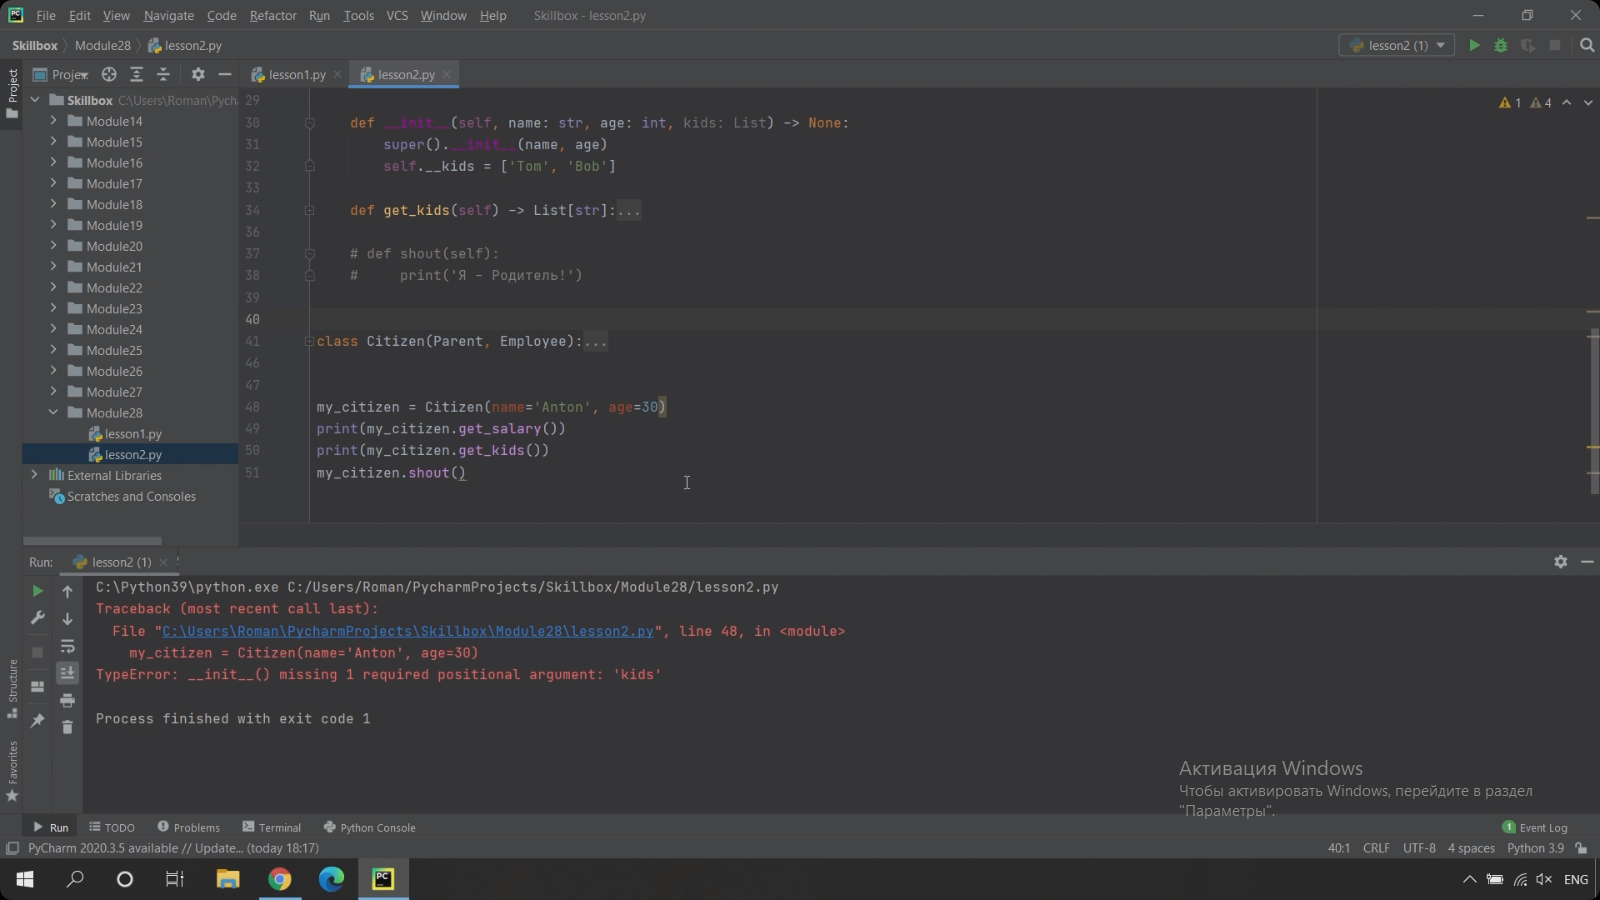 File Edit View Navigate Code Refactor Run Tools VCS Window Help Skillbox - lesson2.py
Skillbox Module28 lesson2.py lesson2 (1)
Project
Proje
lesson1.py lesson2.py
Skillbox C:\Users\Roman\Pych
Module14
Module15
Module16
Module17
Module18
Module19
Module20
Module21
Module22
Module23
Module24
Module25
Module26
Module27
Module28
lesson1.py
lesson2.py
External Libraries
Scratches and Consoles
1 4
29
30 def __init__(self, name: str, age: int, kids: List) -> None:
31 super().__init__(name, age)
32 self.__kids = ['Tom', 'Bob']
33
34 def get_kids(self) -> List[str]:...
36
37 # def shout(self):
38 # print('Я - Родитель!')
39
40
41 class Citizen(Parent, Employee):...
46
47
48 my_citizen = Citizen(name='Anton', age=30)
49 print(my_citizen.get_salary())
50 print(my_citizen.get_kids())
51 my_citizen.shout()
Run: lesson2 (1)
C:\Python39\python.exe C:/Users/Roman/PycharmProjects/Skillbox/Module28/lesson2.py
Traceback (most recent call last):
File "C:\Users\Roman\PycharmProjects\Skillbox\Module28\lesson2.py", line 48, in <module>
my_citizen = Citizen(name='Anton', age=30)
TypeError: __init__() missing 1 required positional argument: 'kids'
Process finished with exit code 1
Structure
Favorites
Активация Windows
Чтобы активировать Windows, перейдите в раздел
"Параметры".
Run TODO Problems Terminal Python Console 1 Event Log
PyCharm 2020.3.5 available // Update... (today 18:17) 40:1 CRLF UTF-8 4 spaces Python 3.9
PC ENG